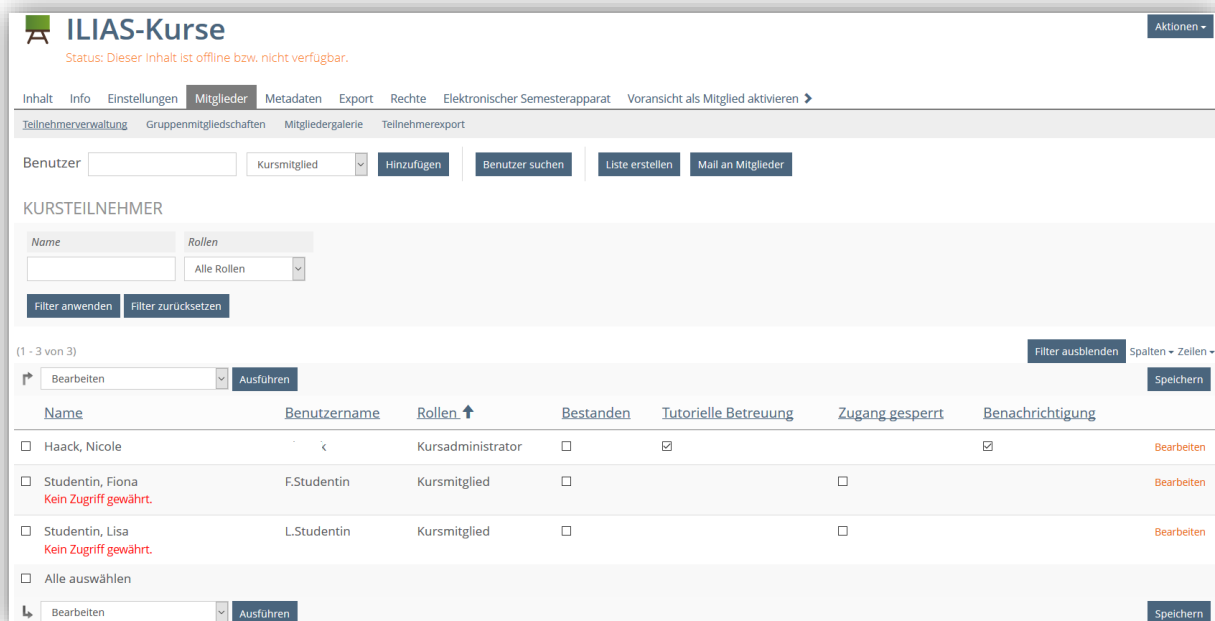 ILIAS-Kurse
Aktionen
Status: Dieser Inhalt ist offline bzw. nicht verfügbar.
Inhalt Info Einstellungen Mitglieder Metadaten Export Rechte Elektronischer Semesterapparat Voransicht als Mitglied aktivieren
Teilnehmerverwaltung Gruppenmitgliedschaften Mitgliedergalerie Teilnehmerexport
Benutzer Kursmitglied Hinzufügen Benutzer suchen Liste erstellen Mail an Mitglieder
KURSTEILNEHMER
Name Rollen
Alle Rollen
Filter anwenden Filter zurücksetzen
(1 - 3 von 3) Filter ausblenden Spalten Zeilen
Bearbeiten Ausführen Speichern
Name Benutzername Rollen Bestanden Tutorielle Betreuung Zugang gesperrt Benachrichtigung
Haack, Nicole Kursadministrator Bearbeiten
Studentin, Fiona F.Studentin Kursmitglied Bearbeiten
Kein Zugriff gewährt.
Studentin, Lisa L.Studentin Kursmitglied Bearbeiten
Kein Zugriff gewährt.
Alle auswählen
Bearbeiten Ausführen Speichern